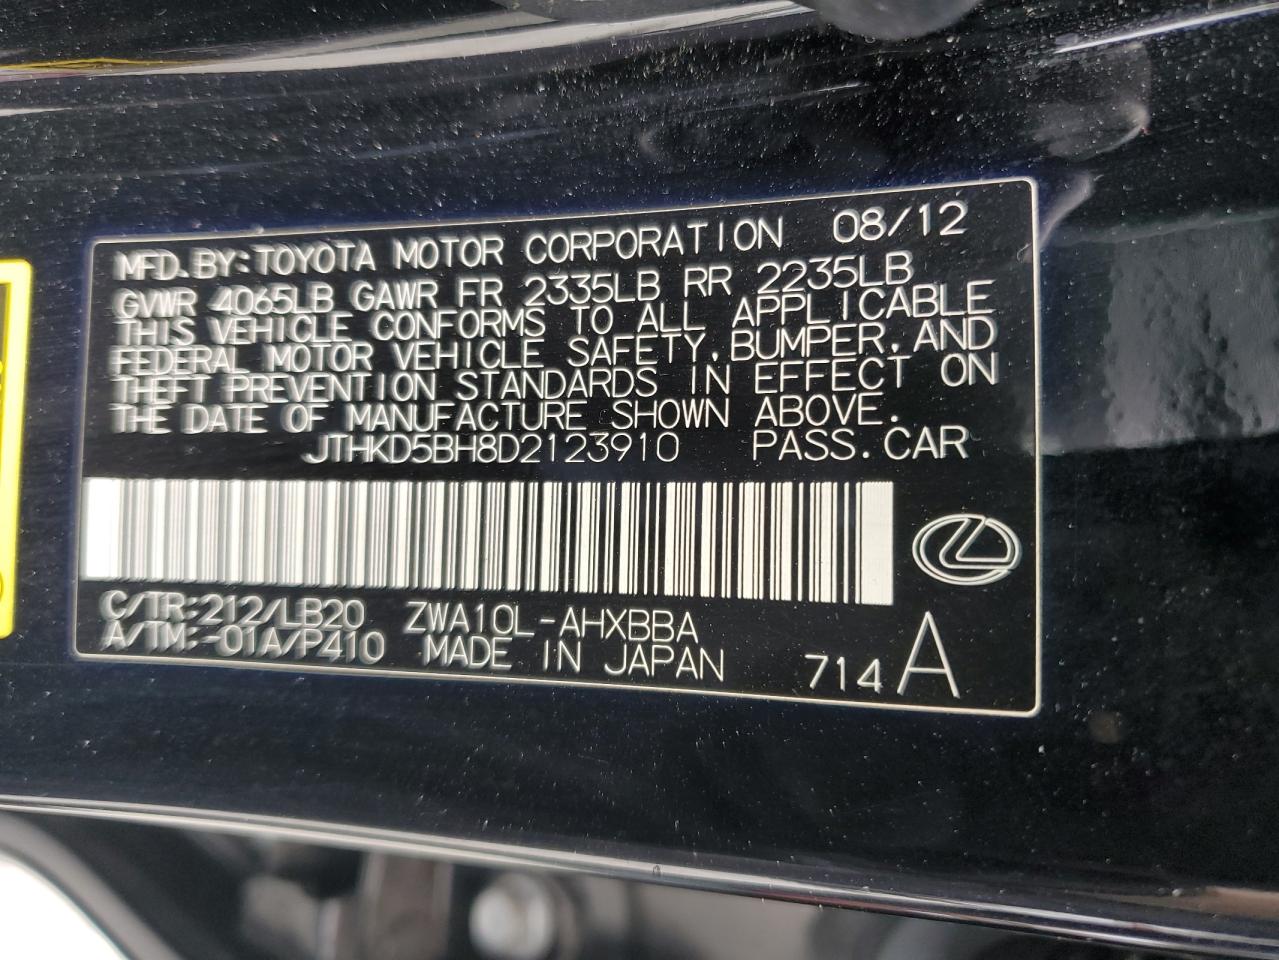 MFD.BY:TOYOTA MOTOR CORPORATION 08/12
GVWR 4065LB GAWR FR 2335LB RR 2235LB
THIS VEHICLE CONFORMS TO ALL APPLICABLE
FEDERAL MOTOR VEHICLE SAFETY,BUMPER,AND
THEFT PREVENTION STANDARDS IN EFFECT ON
THE DATE OF MANUFACTURE SHOWN ABOVE.
JTHKD5BH8D2123910 PASS.CAR
C/TR:212/LB20 ZWA10L-AHXBBA
A/TM:-01A/P410 MADE IN JAPAN 714 A